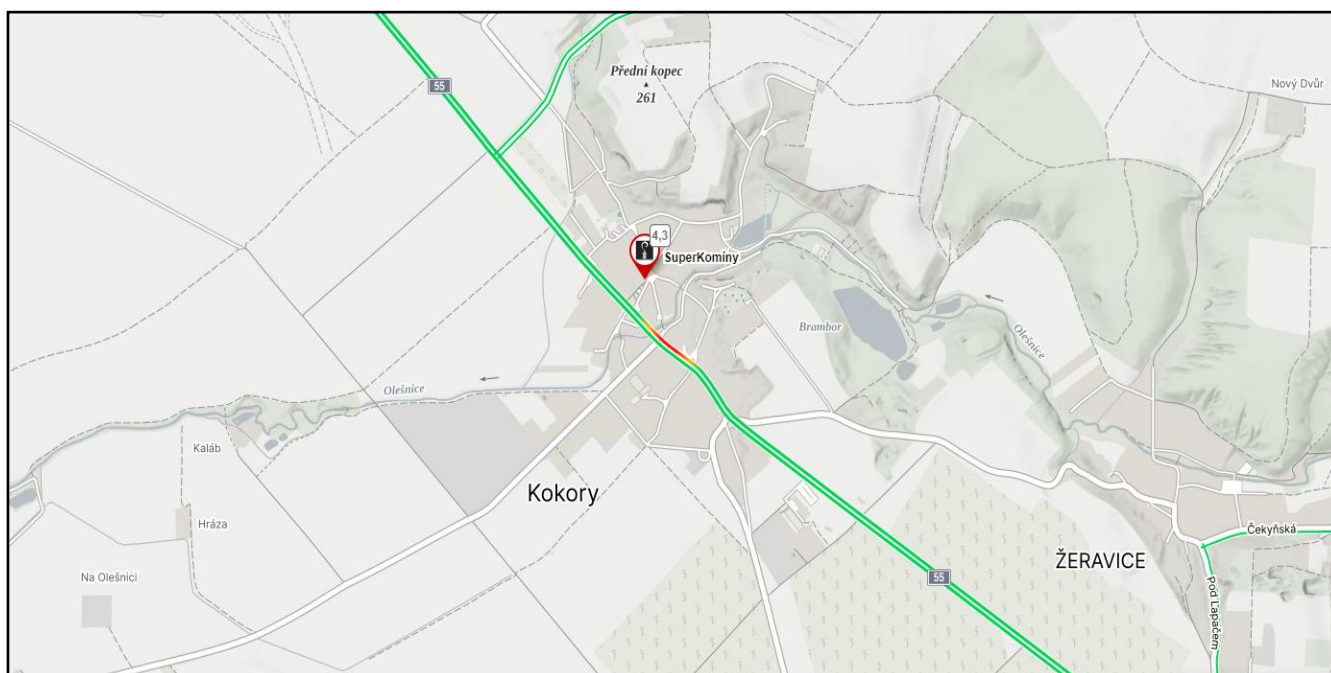 Přední kopec
261
Nový Dvůr
55
4,3
SuperKomíny
Brambor
Olešnice
Olešnice
Kaláb
Kokory
Hráza
Čekyňská
ŽERAVICE
Na Olešnici
55
Pod Lapačem